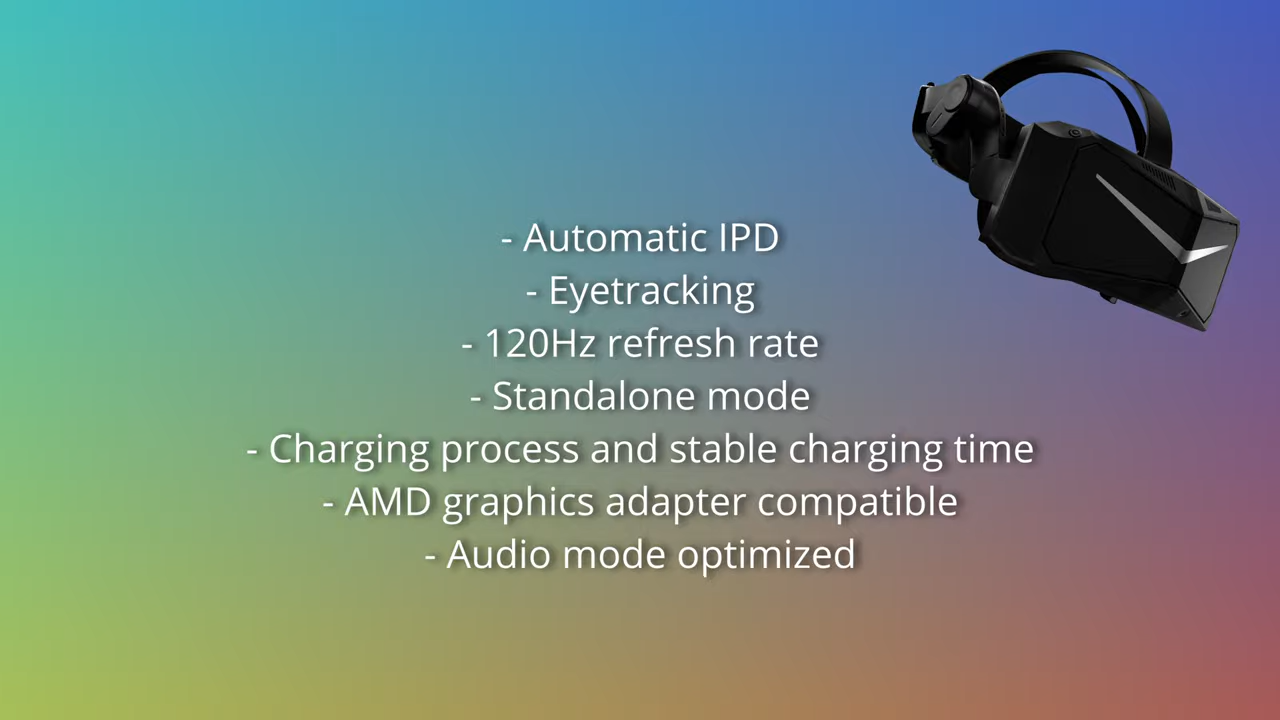 - Automatic IPD
- Eyetracking
- 120Hz refresh rate
- Standalone mode
- Charging process and stable charging time
- AMD graphics adapter compatible
- Audio mode optimized